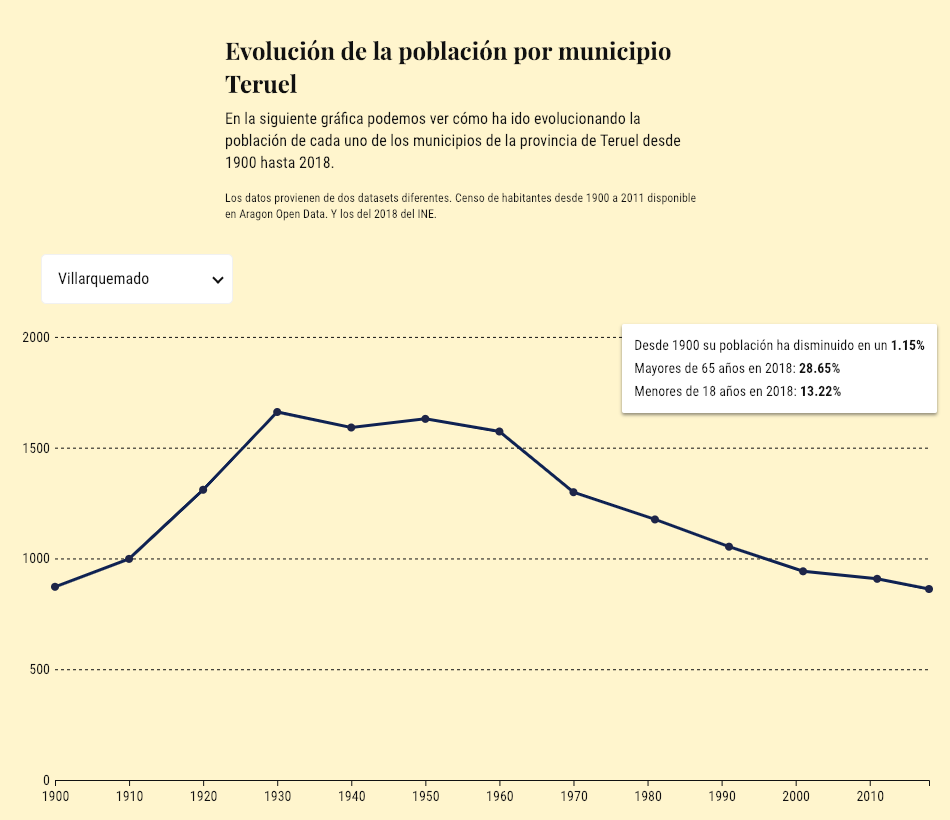 Evolución de la población por municipio
Teruel
En la siguiente gráfica podemos ver cómo ha ido evolucionando la
población de cada uno de los municipios de la provincia de Teruel desde
1900 hasta 2018.
Los datos provienen de dos datasets diferentes. Censo de habitantes desde 1900 a 2011 disponible
en Aragon Open Data. Y los del 2018 del INE.
Villarquemado
Desde 1900 su población ha disminuido en un 1.15%
Mayores de 65 años en 2018: 28.65%
Menores de 18 años en 2018: 13.22%
2000
1500
1000
500
0
1900 1910 1920 1930 1940 1950 1960 1970 1980 1990 2000 2010